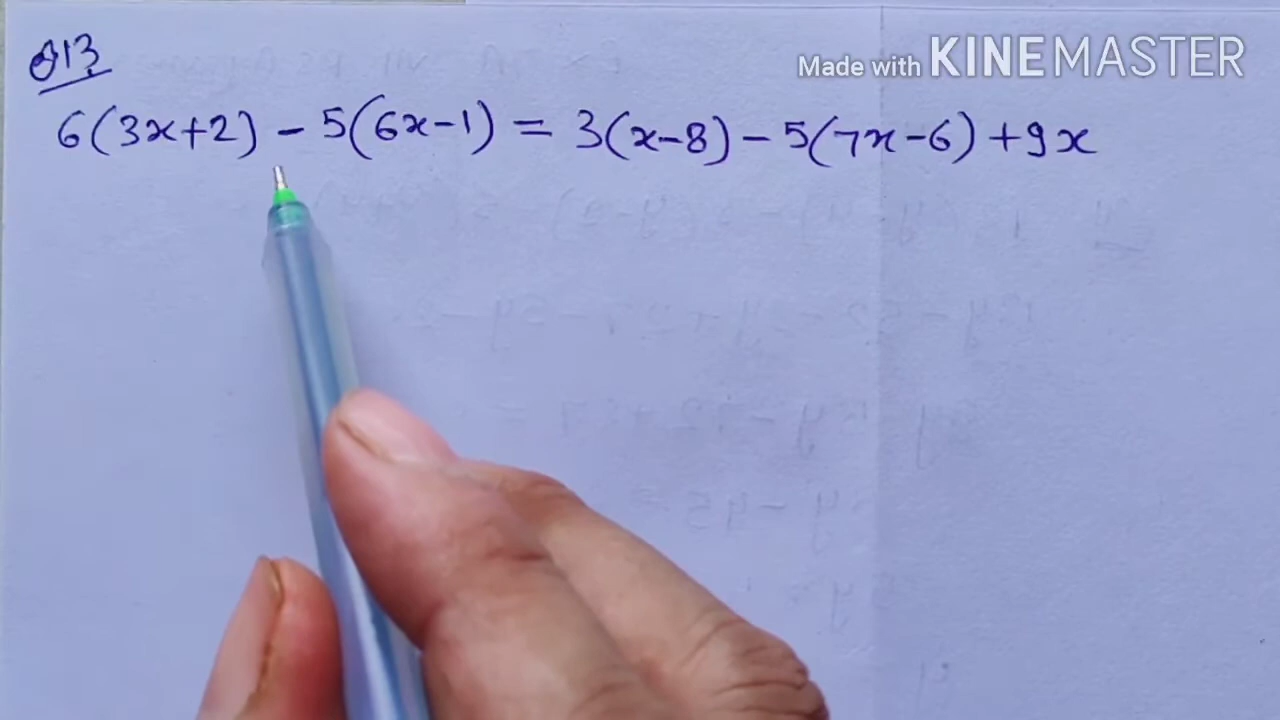 Q13
Made with KINEMASTER
6(3x+2) - 5(6x-1) = 3(x-8) - 5(7x-6) + 9x